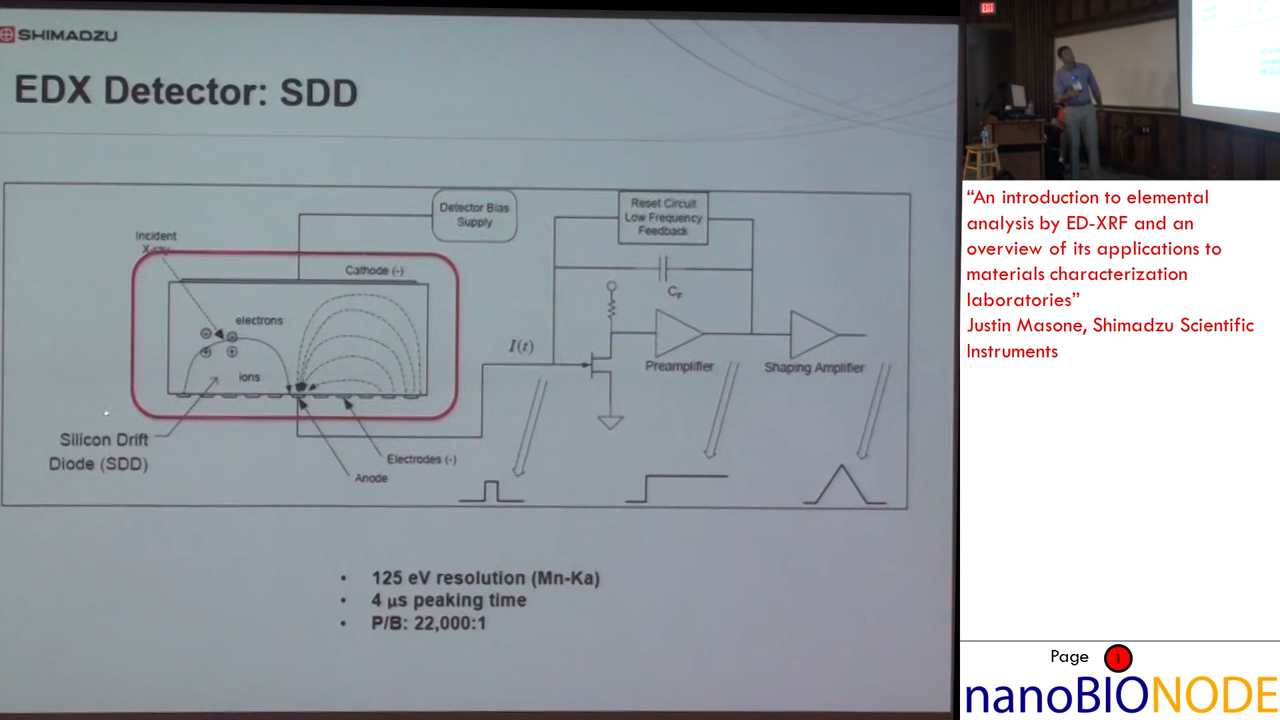 SHIMADZU
EDX Detector: SDD
Detector Bias
Supply
Reset Circuit
Low Frequency
Feedback
Incident
X-ray
Cathode (-)
electrons
ions
CF
I(t)
Preamplifier
Shaping Amplifier
Silicon Drift
Diode (SDD)
Electrodes (-)
Anode
• 125 eV resolution (Mn-Ka)
• 4 µs peaking time
• P/B: 22,000:1
EXIT
“An introduction to elemental
analysis by ED-XRF and an
overview of its applications to
materials characterization
laboratories”
Justin Masone, Shimadzu Scientific
Instruments
Page 1
nanoBIONODE